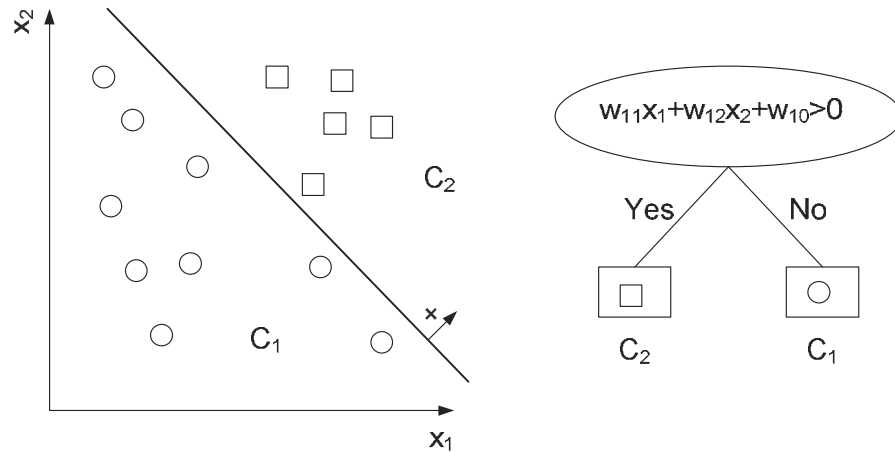 x₂
C₂
C₁
+
x₁
w₁₁x₁+w₁₂x₂+w₁₀>0
Yes
No
C₂
C₁